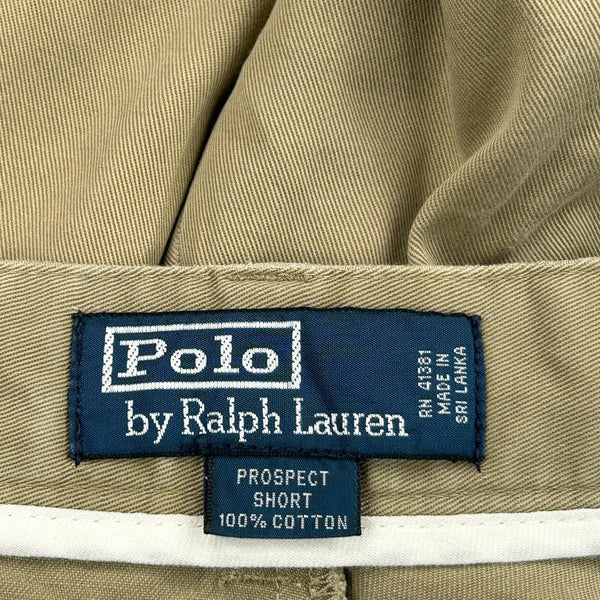 Polo
by Ralph Lauren
RN 41381
MADE IN
SRI LANKA
PROSPECT
SHORT
100% COTTON